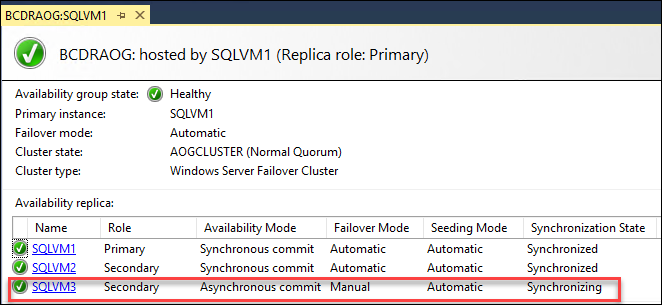 BCDRAOG:SQLVM1
BCDRAOG: hosted by SQLVM1 (Replica role: Primary)
Availability group state: Healthy
Primary instance: SQLVM1
Failover mode: Automatic
Cluster state: AOGCLUSTER (Normal Quorum)
Cluster type: Windows Server Failover Cluster
Availability replica:
Name Role Availability Mode Failover Mode Seeding Mode Synchronization State
SQLVM1 Primary Synchronous commit Automatic Automatic Synchronized
SQLVM2 Secondary Synchronous commit Automatic Automatic Synchronized
SQLVM3 Secondary Asynchronous commit Manual Automatic Synchronizing